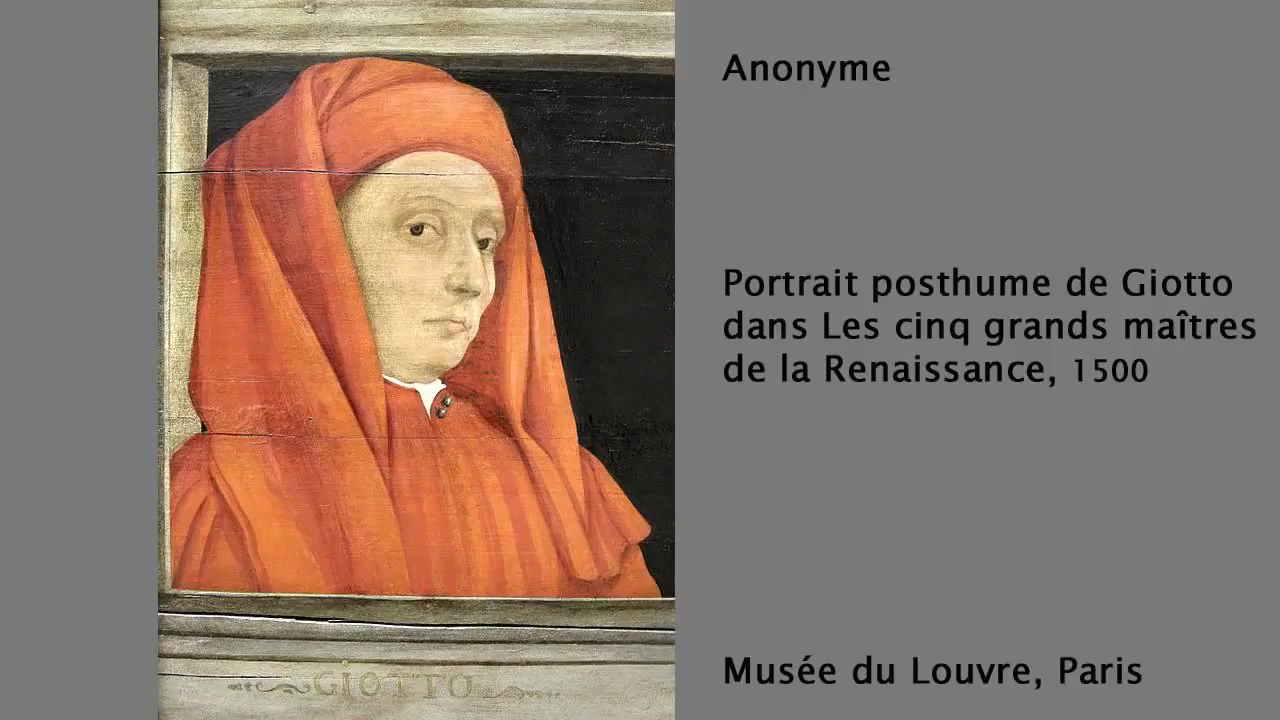 Anonyme
Portrait posthume de Giotto
dans Les cinq grands maîtres
de la Renaissance, 1500
Musée du Louvre, Paris
GIOTTO